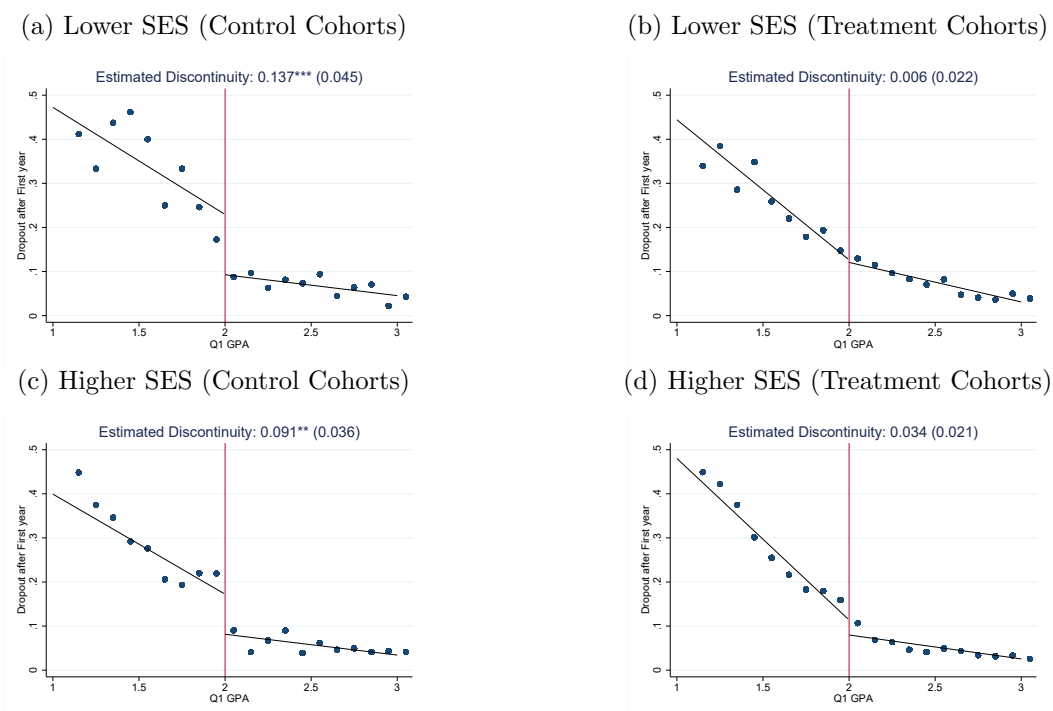 (a) Lower SES (Control Cohorts)
Estimated Discontinuity: 0.137*** (0.045)
Dropout after First year
.5
.4
.3
.2
.1
0
1 1.5 2 2.5 3
Q1 GPA
(b) Lower SES (Treatment Cohorts)
Estimated Discontinuity: 0.006 (0.022)
Dropout after First year
.5
.4
.3
.2
.1
0
1 1.5 2 2.5 3
Q1 GPA
(c) Higher SES (Control Cohorts)
Estimated Discontinuity: 0.091** (0.036)
Dropout after First year
.5
.4
.3
.2
.1
0
1 1.5 2 2.5 3
Q1 GPA
(d) Higher SES (Treatment Cohorts)
Estimated Discontinuity: 0.034 (0.021)
Dropout after First year
.5
.4
.3
.2
.1
0
1 1.5 2 2.5 3
Q1 GPA